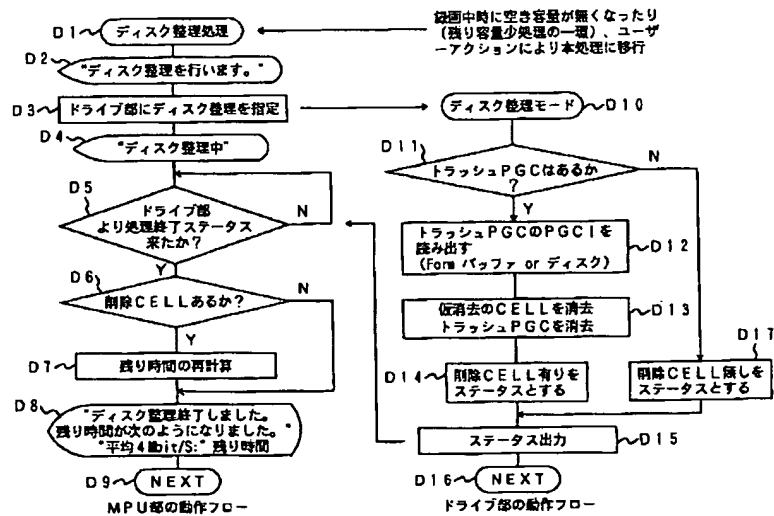 録画中時に空き容量が無くなったり
(残り容量少処理の一環)、ユーザ
ーアクションにより本処理に移行
D1 ディスク整理処理
D2 "ディスク整理を行います。"
D3 ドライブ部にディスク整理を指定
D4 "ディスク整理中"
D5 ドライブ部
より処理終了ステータス
来たか?
N
Y
D6 削除CELLあるか?
N
Y
D7 残り時間の再計算
D8 "ディスク整理終了しました。
残り時間が次のようになりました。"
"平均4Mbit/S:"残り時間
D9 NEXT
MPU部の動作フロー
ディスク整理モード D10
D11 トラッシュPGCはあるか
?
N
Y
トラッシュPGCのPGCIを
読み出す
(Form バッファ or ディスク)
D12
仮消去のCELLを消去
トラッシュPGCを消去
D13
D14 削除CELL有りを
ステータスとする
D17
削除CELL無しを
ステータスとする
ステータス出力 D15
D16 NEXT
ドライブ部の動作フロー